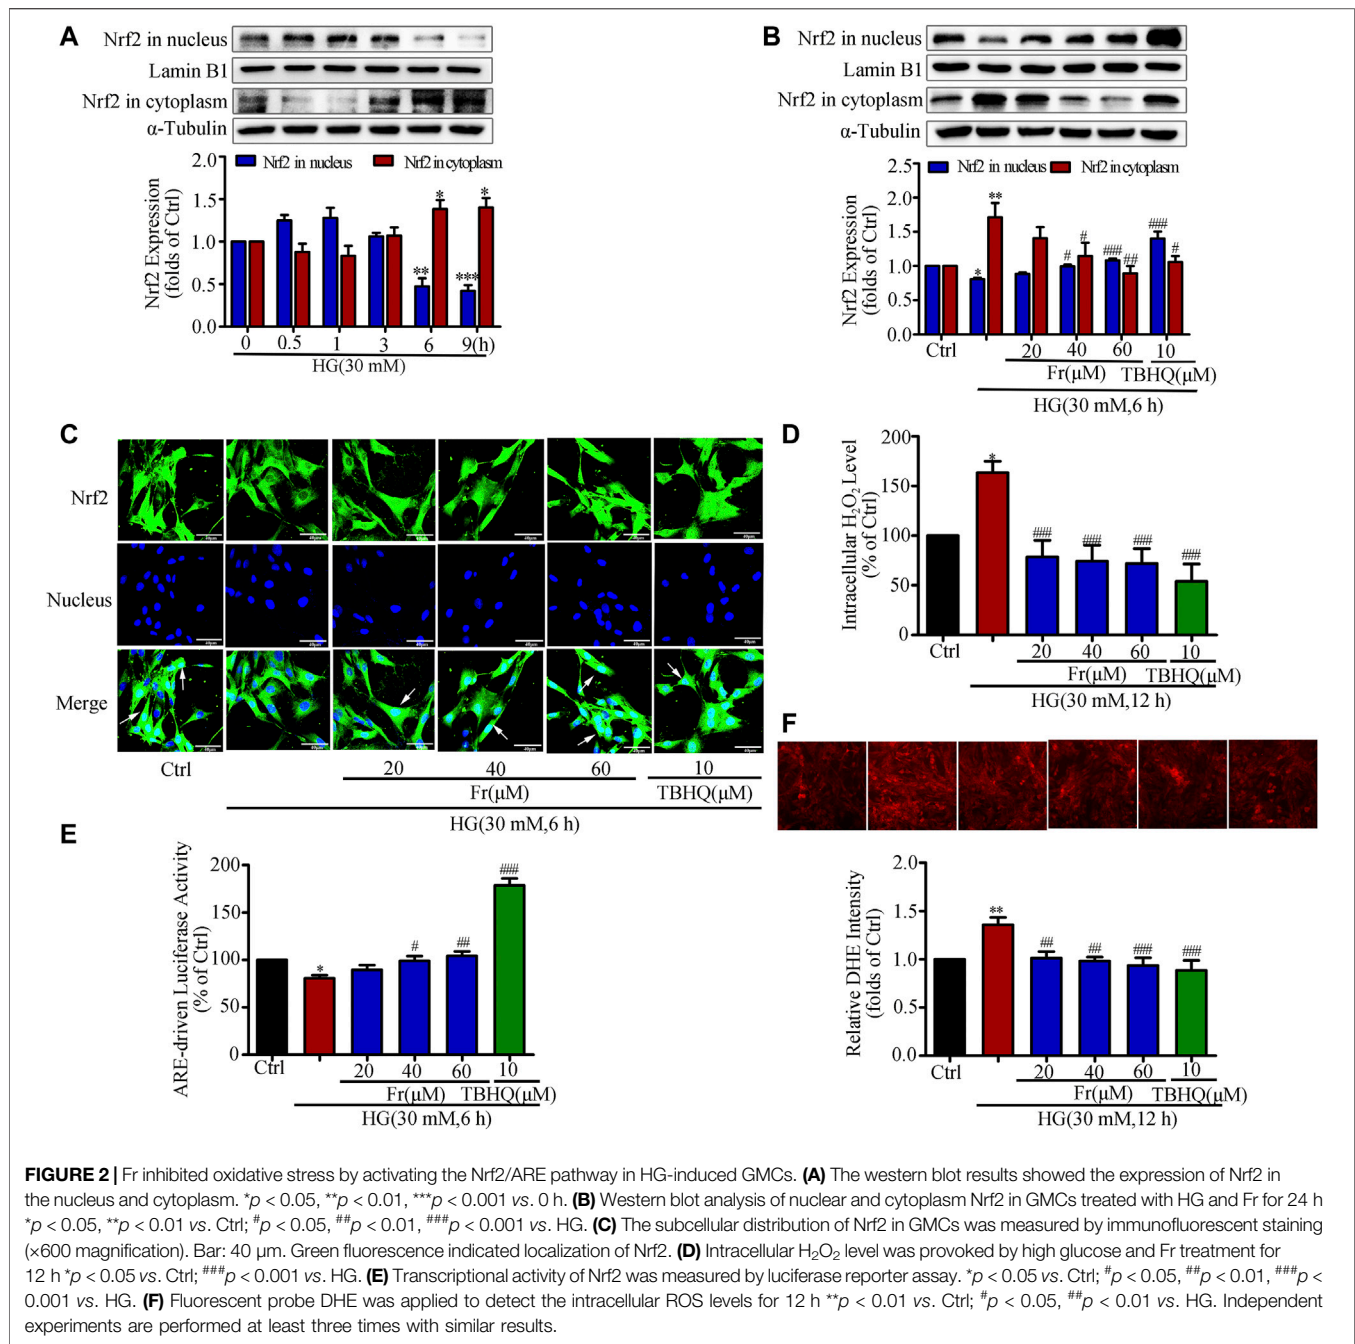 A
Nrf2 in nucleus
Lamin B1
Nrf2 in cytoplasm
α-Tubulin
Nrf2 in nucleus Nrf2 in cytoplasm
Nrf2 Expression
(folds of Ctrl)
2.0
1.5
1.0
0.5
0.0
** *** * *
0 0.5 1 3 6 9(h)
HG(30 mM)
B
Nrf2 in nucleus
Lamin B1
Nrf2 in cytoplasm
α-Tubulin
Nrf2 in nucleus Nrf2 in cytoplasm
Nrf2 Expression
(folds of Ctrl)
2.5
2.0
1.5
1.0
0.5
0.0
* ** # # ### ## ### #
Ctrl 20 40 60 10
Fr(μM) TBHQ(μM)
HG(30 mM,6 h)
C
Nrf2
Nucleus
Merge
40μm 40μm 40μm 40μm 40μm 40μm
40μm 40μm 40μm 40μm 40μm 40μm
40μm 40μm 40μm 40μm 40μm 40μm
Ctrl 20 40 60 10
Fr(μM) TBHQ(μM)
HG(30 mM,6 h)
D
Intracellular H₂O₂ Level
(% of Ctrl)
200
150
100
50
0
* ### ### ### ###
Ctrl 20 40 60 10
Fr(μM) TBHQ(μM)
HG(30 mM,12 h)
E
ARE-driven Luciferase Activity
(% of Ctrl)
200
150
100
50
0
* # ## ###
Ctrl 20 40 60 10
Fr(μM) TBHQ(μM)
HG(30 mM,6 h)
F
Relative DHE Intensity
(folds of Ctrl)
2.0
1.5
1.0
0.5
0.0
** ## ## ### ###
Ctrl 20 40 60 10
Fr(μM) TBHQ(μM)
HG(30 mM,12 h)
FIGURE 2 | Fr inhibited oxidative stress by activating the Nrf2/ARE pathway in HG-induced GMCs. (A) The western blot results showed the expression of Nrf2 in
the nucleus and cytoplasm. *p < 0.05, **p < 0.01, ***p < 0.001 vs. 0 h. (B) Western blot analysis of nuclear and cytoplasm Nrf2 in GMCs treated with HG and Fr for 24 h
*p < 0.05, **p < 0.01 vs. Ctrl; #p < 0.05, ##p < 0.01, ###p < 0.001 vs. HG. (C) The subcellular distribution of Nrf2 in GMCs was measured by immunofluorescent staining
(×600 magnification). Bar: 40 μm. Green fluorescence indicated localization of Nrf2. (D) Intracellular H₂O₂ level was provoked by high glucose and Fr treatment for
12 h *p < 0.05 vs. Ctrl; ###p < 0.001 vs. HG. (E) Transcriptional activity of Nrf2 was measured by luciferase reporter assay. *p < 0.05 vs. Ctrl; #p < 0.05, ##p < 0.01, ###p <
0.001 vs. HG. (F) Fluorescent probe DHE was applied to detect the intracellular ROS levels for 12 h **p < 0.01 vs. Ctrl; #p < 0.05, ##p < 0.01 vs. HG. Independent
experiments are performed at least three times with similar results.